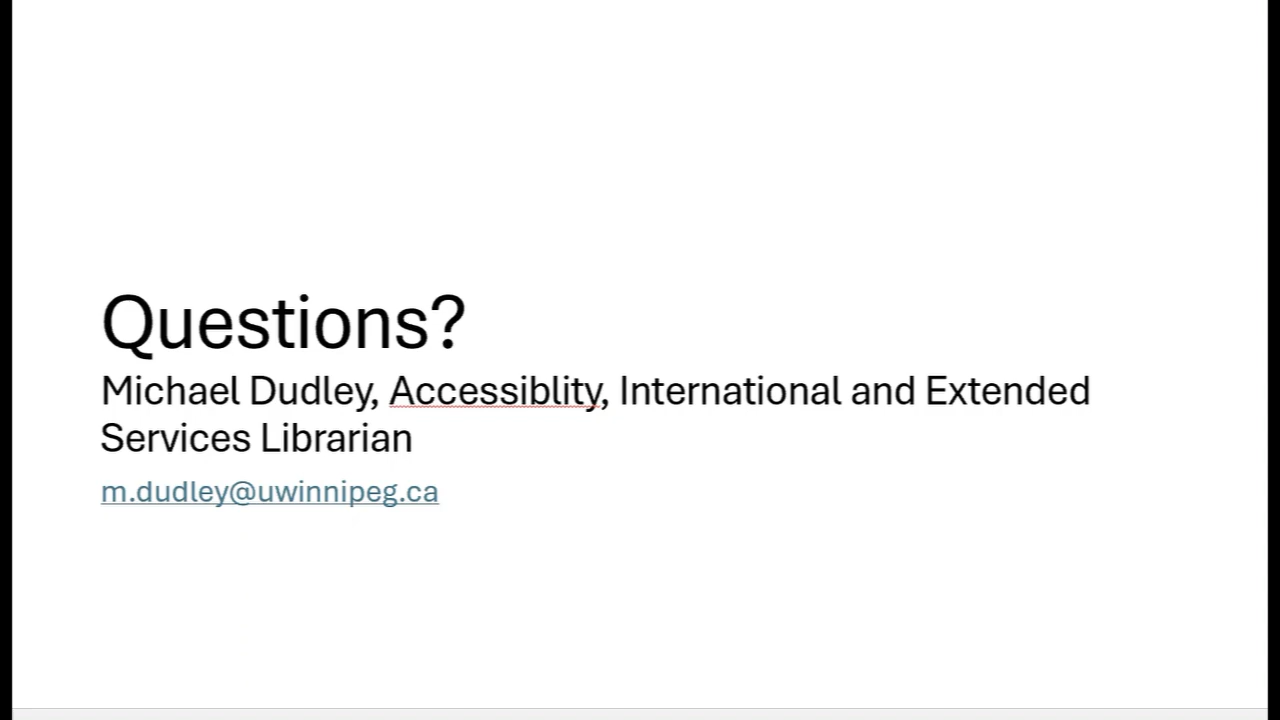 Questions?
Michael Dudley, Accessiblity, International and Extended
Services Librarian
m.dudley@uwinnipeg.ca